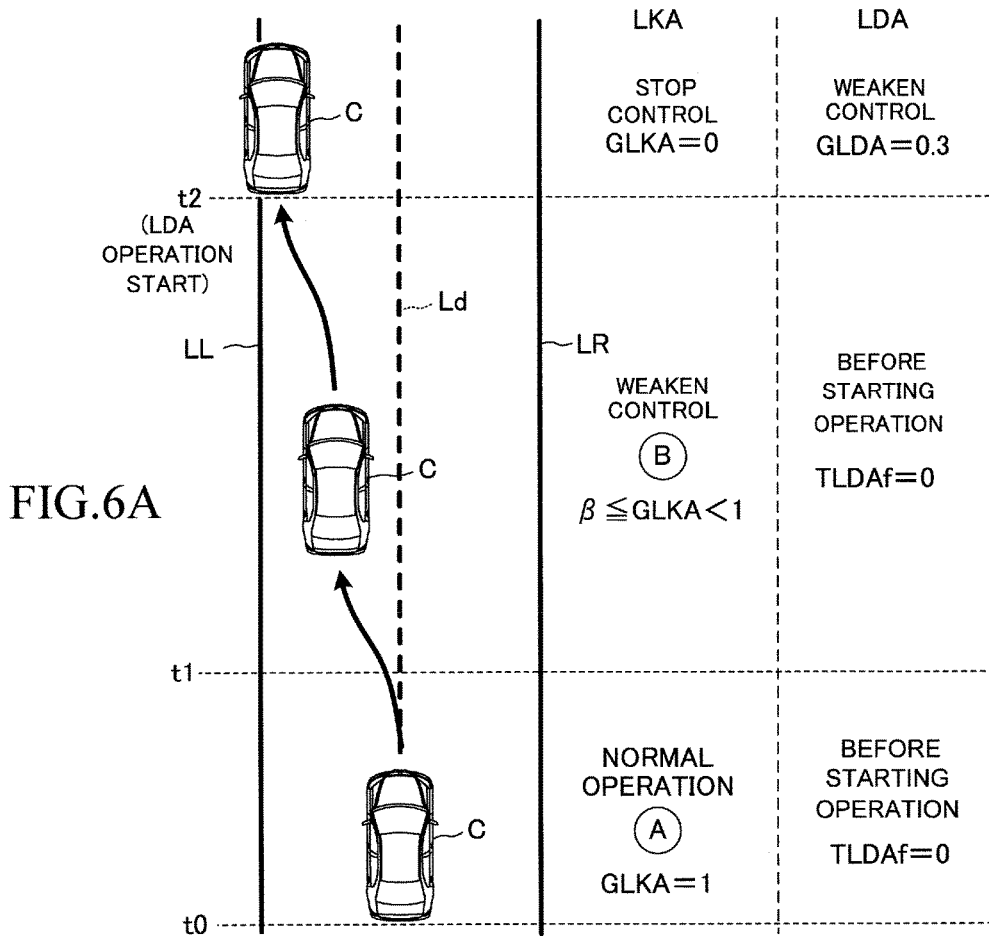 LKA
LDA
STOP
CONTROL
GLKA=0
WEAKEN
CONTROL
GLDA=0.3
C
t2
(LDA
OPERATION
START)
Ld
LL
LR
WEAKEN
CONTROL
B
β≦GLKA<1
BEFORE
STARTING
OPERATION
TLDAf=0
C
FIG.6A
t1
NORMAL
OPERATION
A
GLKA=1
BEFORE
STARTING
OPERATION
TLDAf=0
C
t0